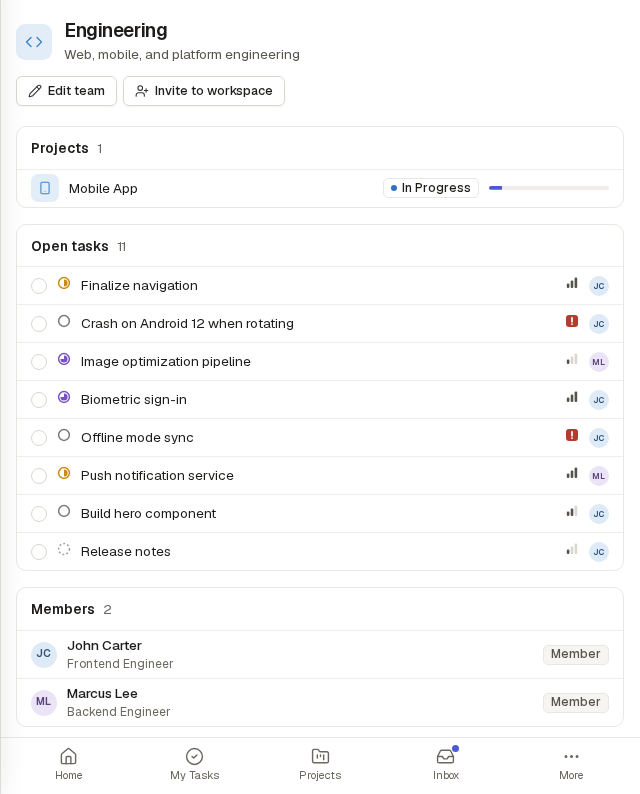 Engineering
Web, mobile, and platform engineering
Edit team
Invite to workspace
Projects 1
Mobile App
In Progress
Open tasks 11
Finalize navigation
JC
Crash on Android 12 when rotating
JC
Image optimization pipeline
ML
Biometric sign-in
JC
Offline mode sync
JC
Push notification service
ML
Build hero component
JC
Release notes
JC
Members 2
JC
John Carter
Frontend Engineer
Member
ML
Marcus Lee
Backend Engineer
Member
Home
My Tasks
Projects
Inbox
More